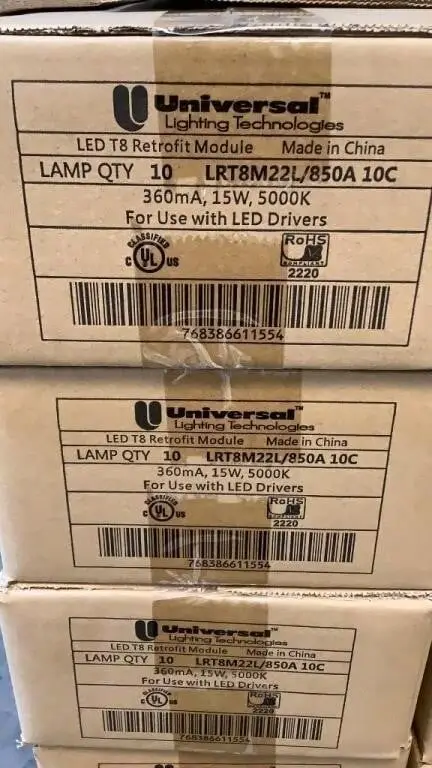 Universal™
Lighting Technologies
LED T8 Retrofit Module Made in China
LAMP QTY 10 LRT8M22L/850A 10C
360mA, 15W, 5000K
For Use with LED Drivers
CLASSIFIED
C UL US
RoHS
COMPLIANT
2220
768386611554
Universal™
Lighting Technologies
LED T8 Retrofit Module Made in China
LAMP QTY 10 LRT8M22L/850A 10C
360mA, 15W, 5000K
For Use with LED Drivers
CLASSIFIED
C UL US
RoHS
COMPLIANT
2220
768386611554
Universal™
Lighting Technologies
LED T8 Retrofit Module Made in China
LAMP QTY 10 LRT8M22L/850A 10C
360mA, 15W, 5000K
For Use with LED Drivers
CLASSIFIED
C UL US
RoHS
2220
768386611554